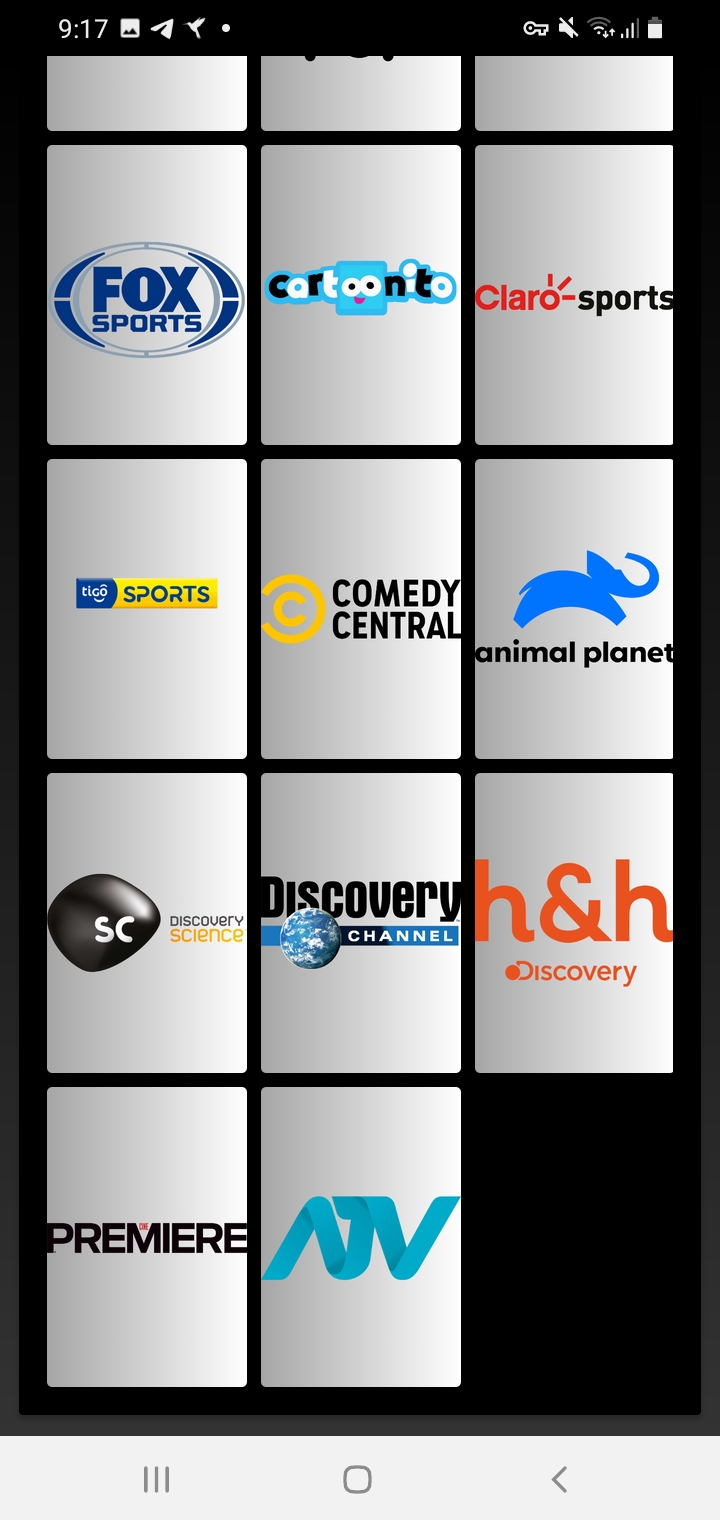 9:17
FOX
SPORTS
cartoonito
Claro-sports
tigo SPORTS
COMEDY
CENTRAL
animal planet
SC
DISCOVERY
SCIENCE
Discovery
CHANNEL
h&h
Discovery
CINE
PREMIERE